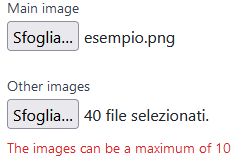 Main image
Sfoglia... esempio.png
Other images
Sfoglia... 40 file selezionati.
The images can be a maximum of 10